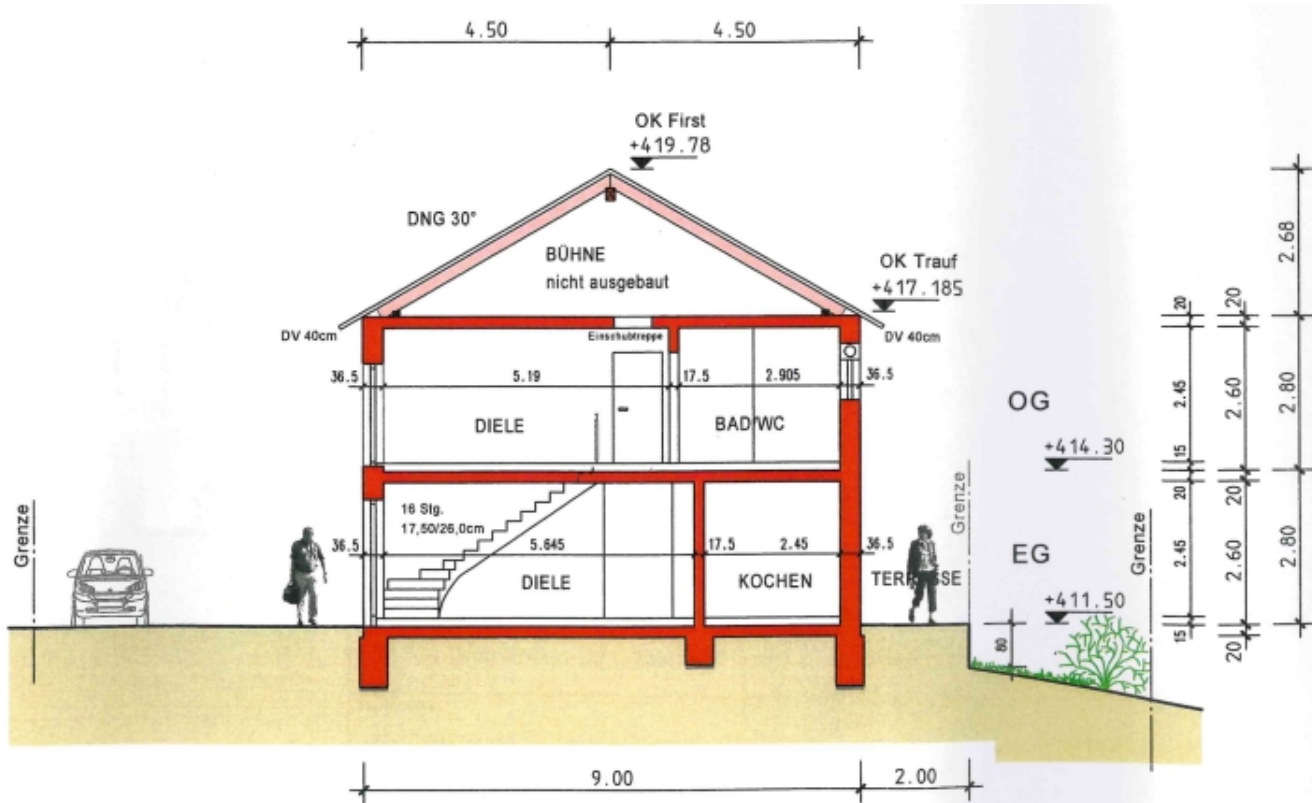 4.50
4.50
OK First
+419.78
DNG 30°
BÜHNE
nicht ausgebaut
OK Trauf
+417.185
DV 40cm
Einschubtreppe
DV 40cm
36.5
5.19
17.5
2.905
36.5
DIELE
BAD/WC
OG
+414.30
16 Stg.
17,50/26,0cm
36.5
5.645
17.5
2.45
36.5
DIELE
KOCHEN
TERRASSE
EG
+411.50
Grenze
Grenze
Grenze
80
20
2.45
15
20
2.45
15
20
2.60
20
2.60
20
2.68
2.80
2.80
9.00
2.00